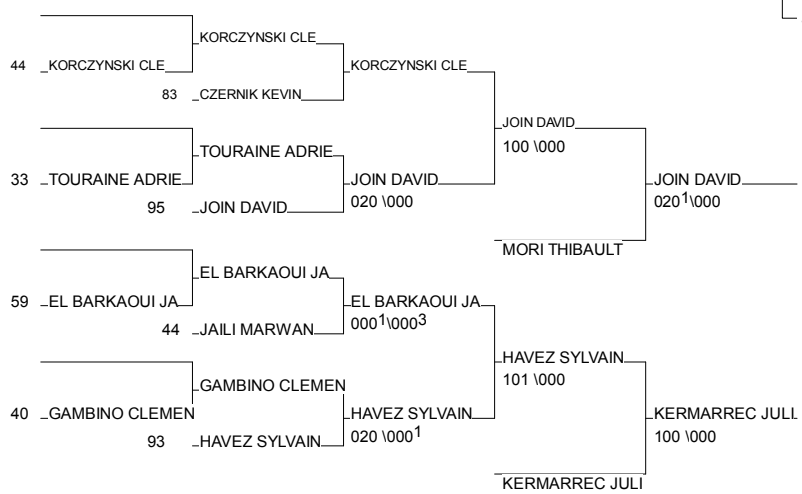 KORCZYNSKI CLE
44 KORCZYNSKI CLE KORCZYNSKI CLE
83 CZERNIK KEVIN
JOIN DAVID
100 \000
TOURAINE ADRIE
33 TOURAINE ADRIE JOIN DAVID JOIN DAVID
020 \000 020¹\000
95 JOIN DAVID
MORI THIBAULT
EL BARKAOUI JA
59 EL BARKAOUI JA EL BARKAOUI JA
000¹\000³
44 JAILI MARWAN
HAVEZ SYLVAIN
101 \000
GAMBINO CLEMEN
40 GAMBINO CLEMEN HAVEZ SYLVAIN KERMARREC JULI
020 \000¹ 100 \000
93 HAVEZ SYLVAIN
KERMARREC JULI